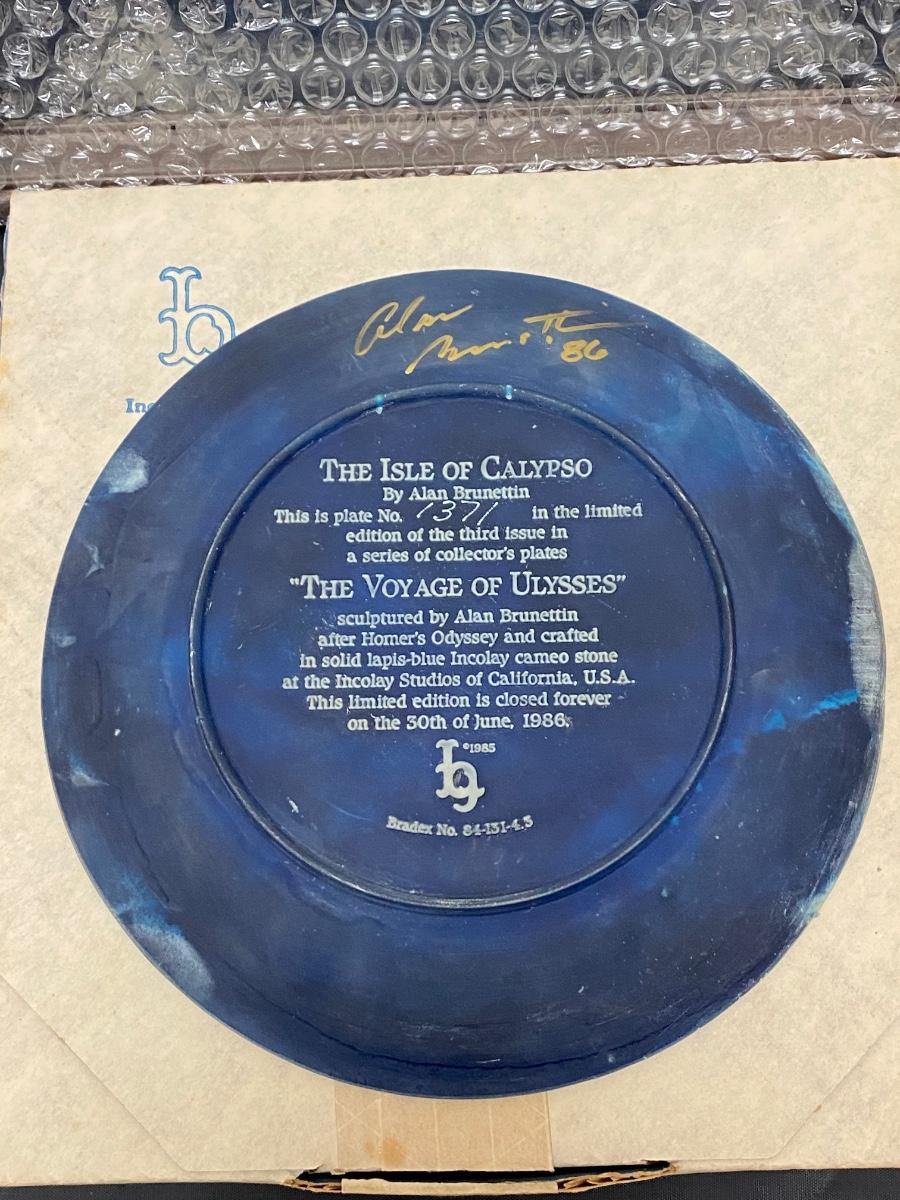 Alan
Brunettin
86
THE ISLE OF CALYPSO
By Alan Brunettin
This is plate No. 1371 in the limited
edition of the third issue in
a series of collector's plates
"THE VOYAGE OF ULYSSES"
sculptured by Alan Brunettin
after Homer's Odyssey and crafted
in solid lapis-blue Incolay cameo stone
at the Incolay Studios of California, U.S.A.
This limited edition is closed forever
on the 30th of June, 1986.
©1985
Bradex No. 84-131-4.3